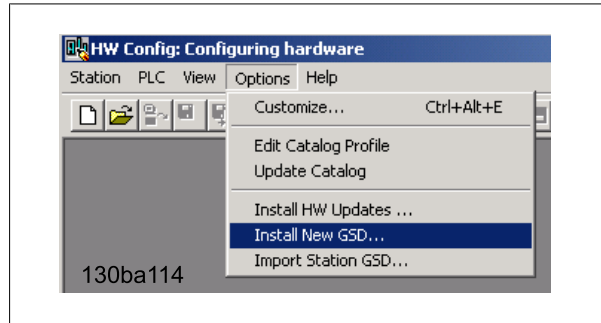 HW Config: Configuring hardware
Station PLC View Options Help
Customize... Ctrl+Alt+E
Edit Catalog Profile
Update Catalog
Install HW Updates ...
Install New GSD...
Import Station GSD...
130ba114